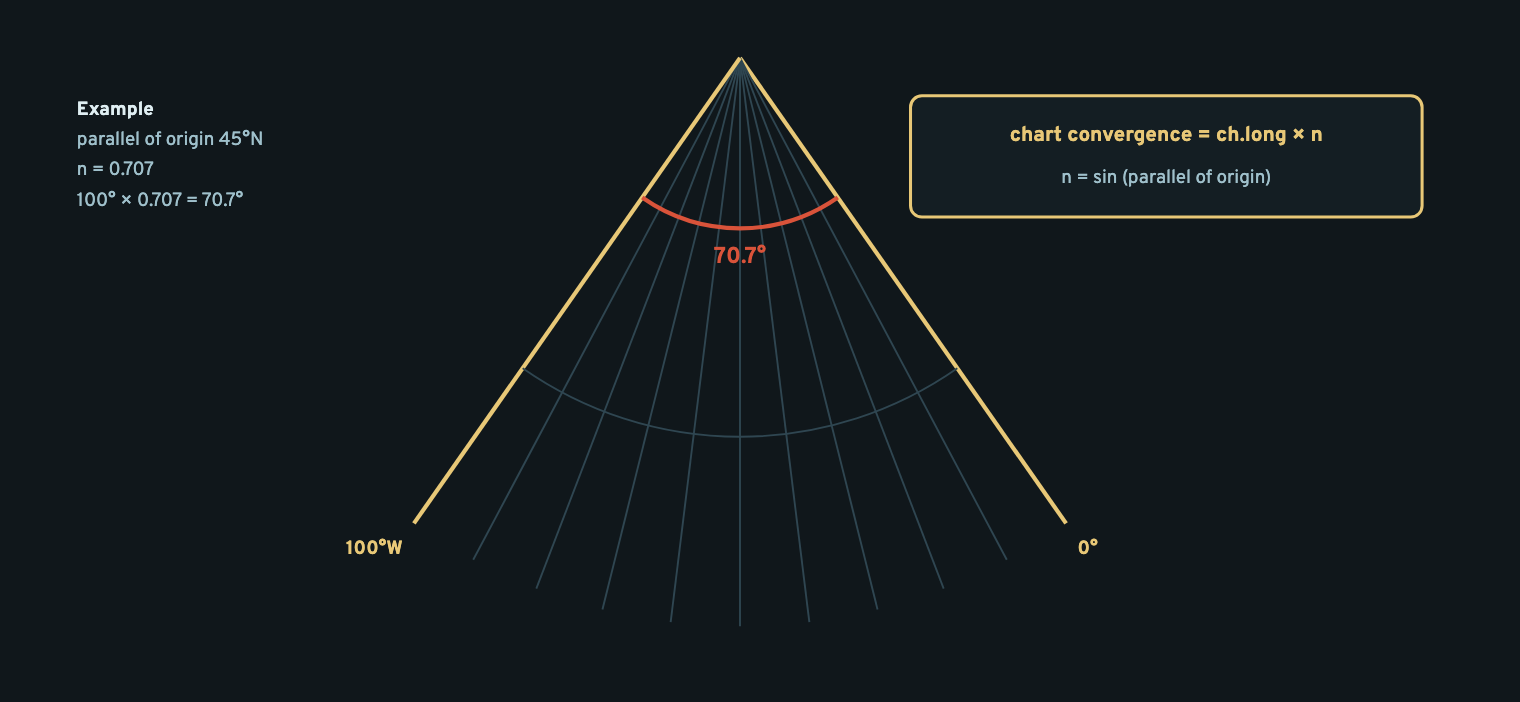 Example
parallel of origin 45°N
n = 0.707
100° × 0.707 = 70.7°
chart convergence = ch.long × n
n = sin (parallel of origin)
70.7°
100°W
0°